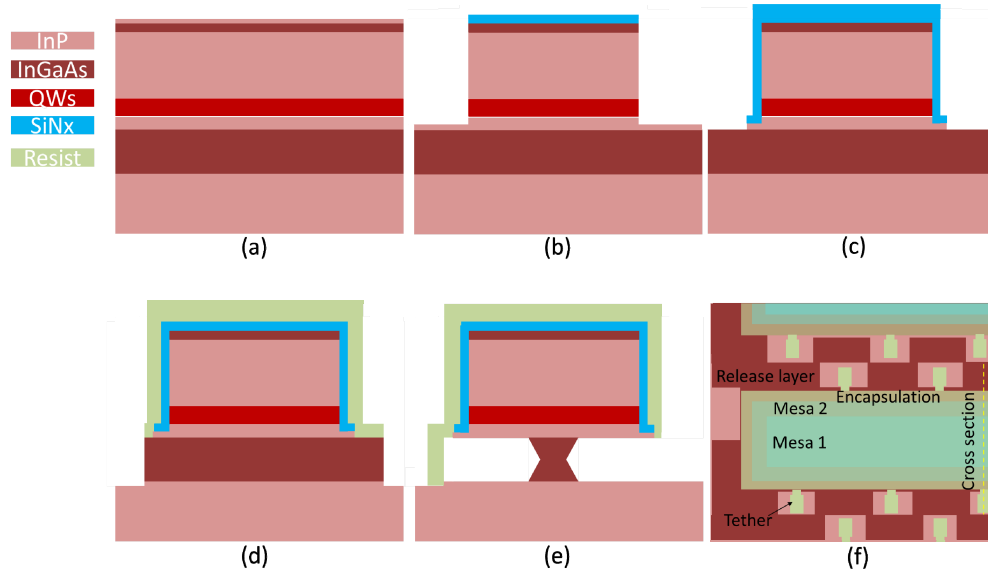 InP
InGaAs
QWs
SiNx
Resist
(a)
(b)
(c)
Release layer
Encapsulation
Mesa 2
Mesa 1
Cross section
Tether
(d)
(e)
(f)